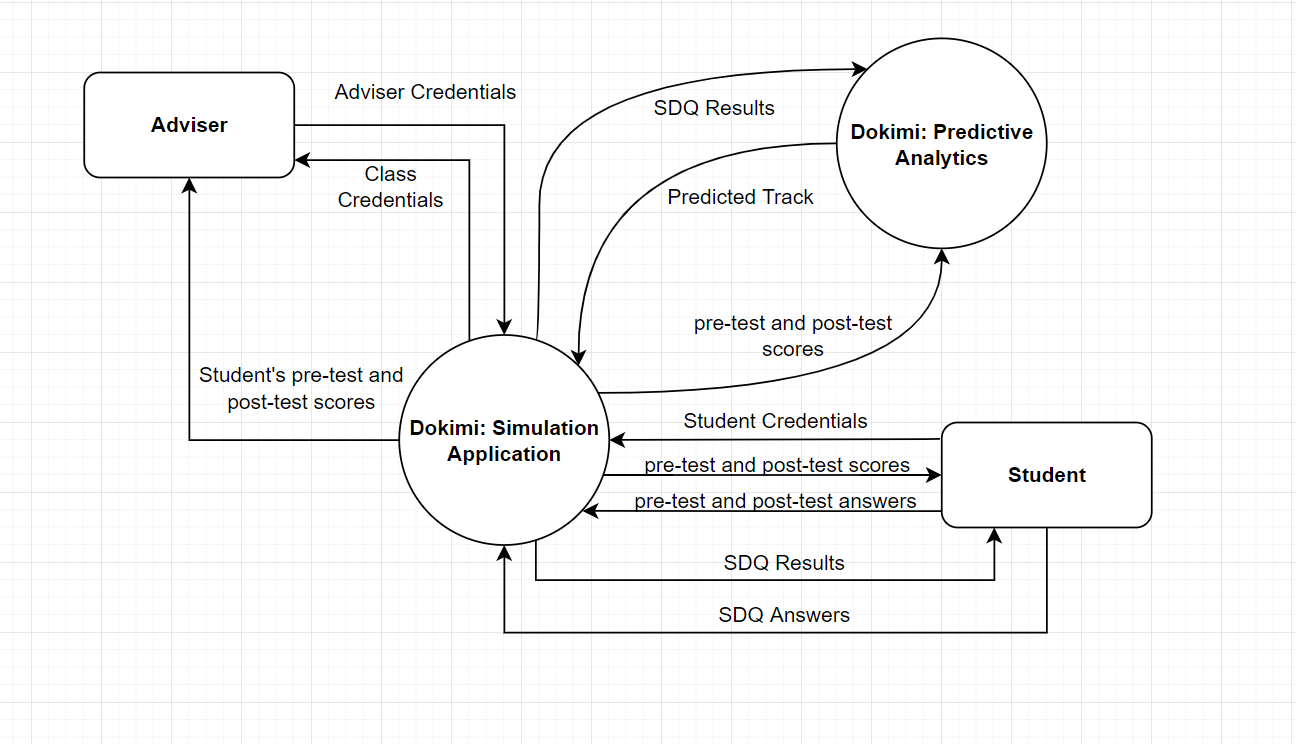 Adviser Credentials
SDQ Results
Adviser
Dokimi: Predictive
Analytics
Class
Credentials
Predicted Track
pre-test and post-test
scores
Student's pre-test and
post-test scores
Dokimi: Simulation
Application
Student Credentials
pre-test and post-test scores
Student
pre-test and post-test answers
SDQ Results
SDQ Answers